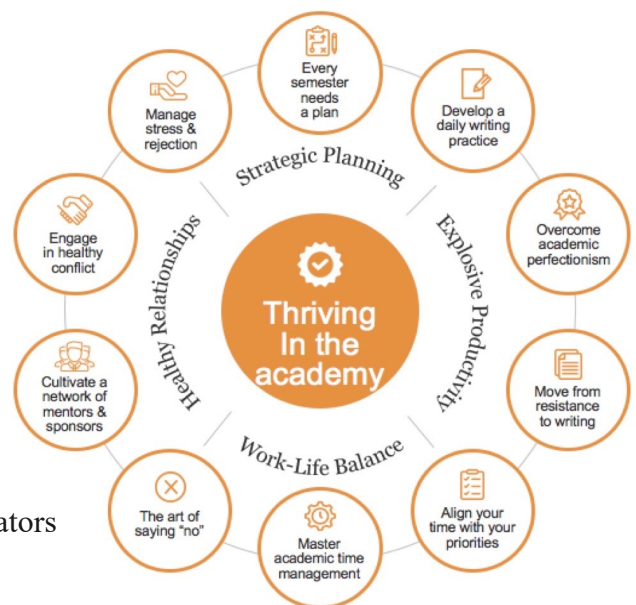 Every
semester
needs
a plan
Develop a
daily writing
practice
Overcome
academic
perfectionism
Move from
resistance
to writing
Align your
time with your
priorities
Master
academic time
management
The art of
saying “no”
Cultivate a
network of
mentors &
sponsors
Engage
in healthy
conflict
Manage
stress &
rejection
Strategic Planning
Explosive Productivity
Work-Life Balance
Healthy Relationships
Thriving
In the
academy
ators